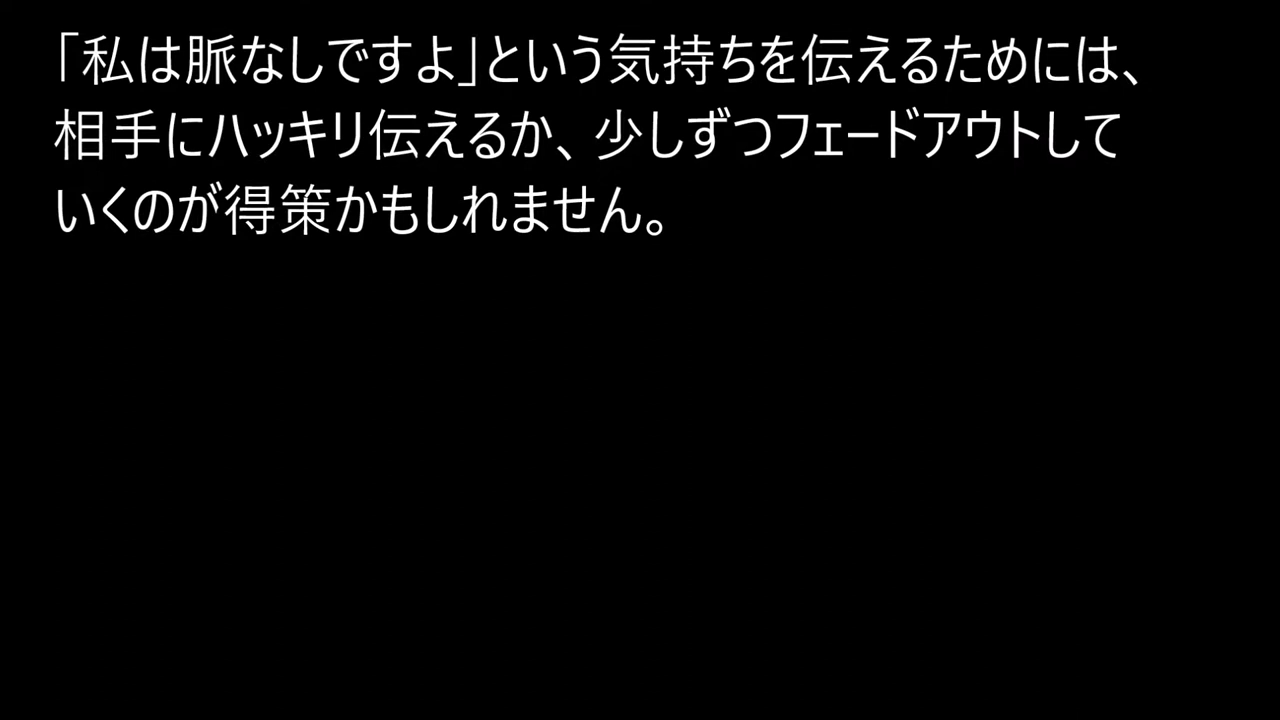 「私は脈なしですよ」という気持ちを伝えるためには、
相手にハッキリ伝えるか、少しずつフェードアウトして
いくのが得策かもしれません。